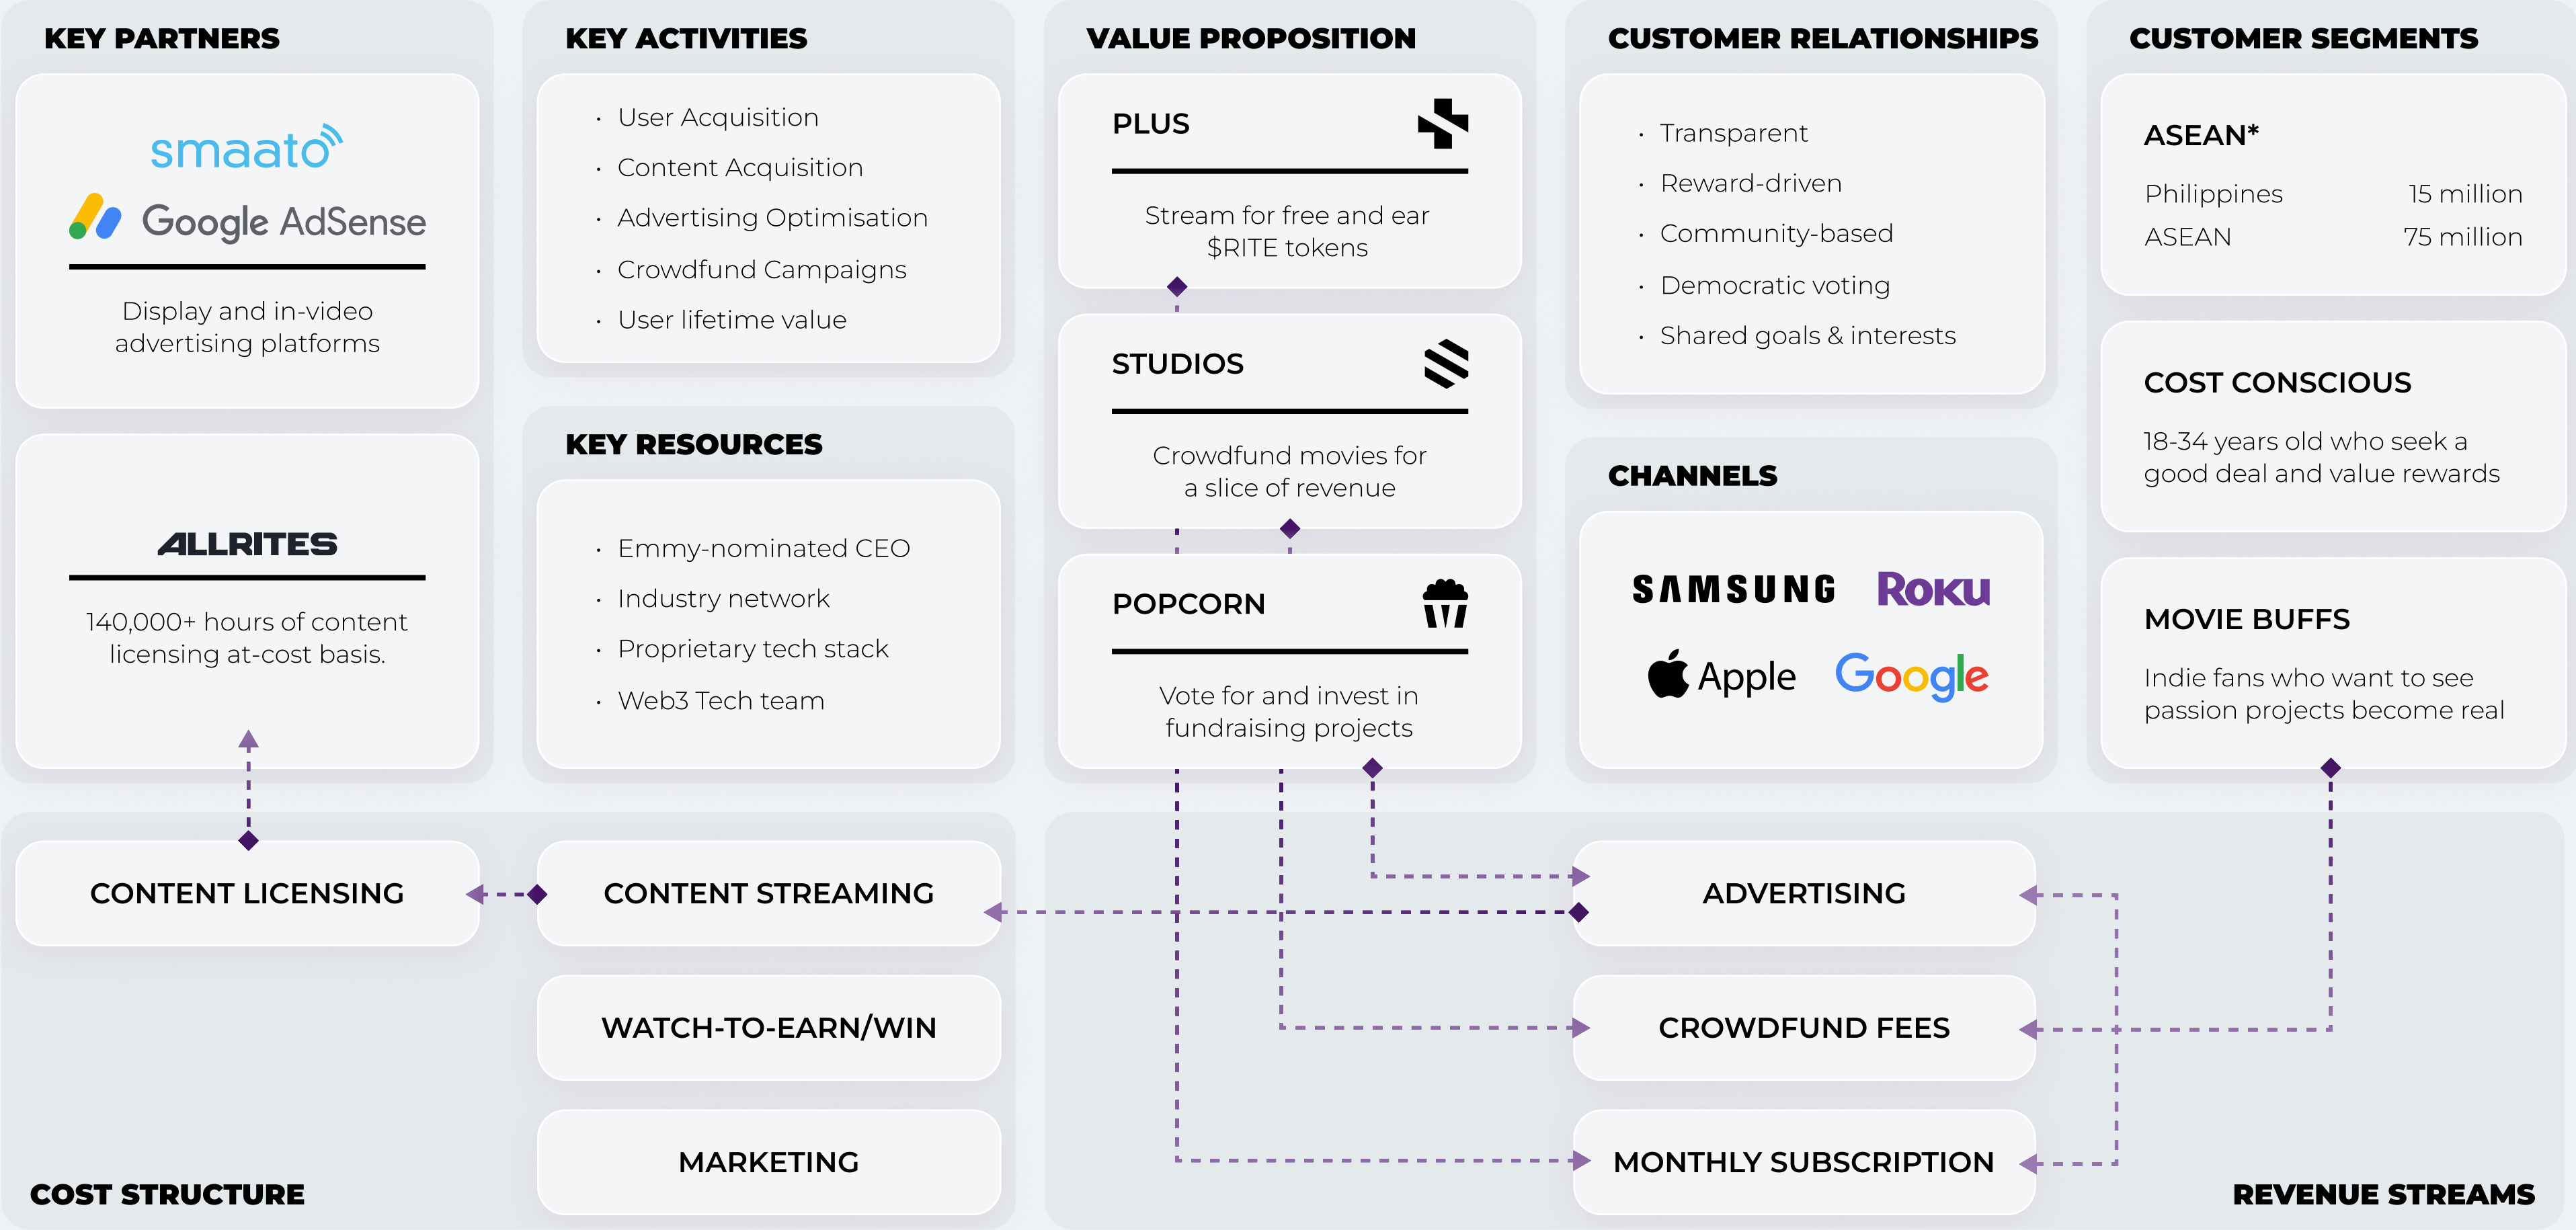 KEY PARTNERS
smaato
Google AdSense
Display and in-video
advertising platforms
ALLRITES
140,000+ hours of content
licensing at-cost basis.
KEY ACTIVITIES
· User Acquisition
· Content Acquisition
· Advertising Optimisation
· Crowdfund Campaigns
· User lifetime value
KEY RESOURCES
· Emmy-nominated CEO
· Industry network
· Proprietary tech stack
· Web3 Tech team
VALUE PROPOSITION
PLUS
Stream for free and ear
$RITE tokens
STUDIOS
Crowdfund movies for
a slice of revenue
POPCORN
Vote for and invest in
fundraising projects
CUSTOMER RELATIONSHIPS
· Transparent
· Reward-driven
· Community-based
· Democratic voting
· Shared goals & interests
CHANNELS
SAMSUNG
ROKU
Apple
Google
CUSTOMER SEGMENTS
ASEAN*
Philippines 15 million
ASEAN 75 million
COST CONSCIOUS
18-34 years old who seek a
good deal and value rewards
MOVIE BUFFS
Indie fans who want to see
passion projects become real
CONTENT LICENSING
CONTENT STREAMING
WATCH-TO-EARN/WIN
MARKETING
COST STRUCTURE
ADVERTISING
CROWDFUND FEES
MONTHLY SUBSCRIPTION
REVENUE STREAMS